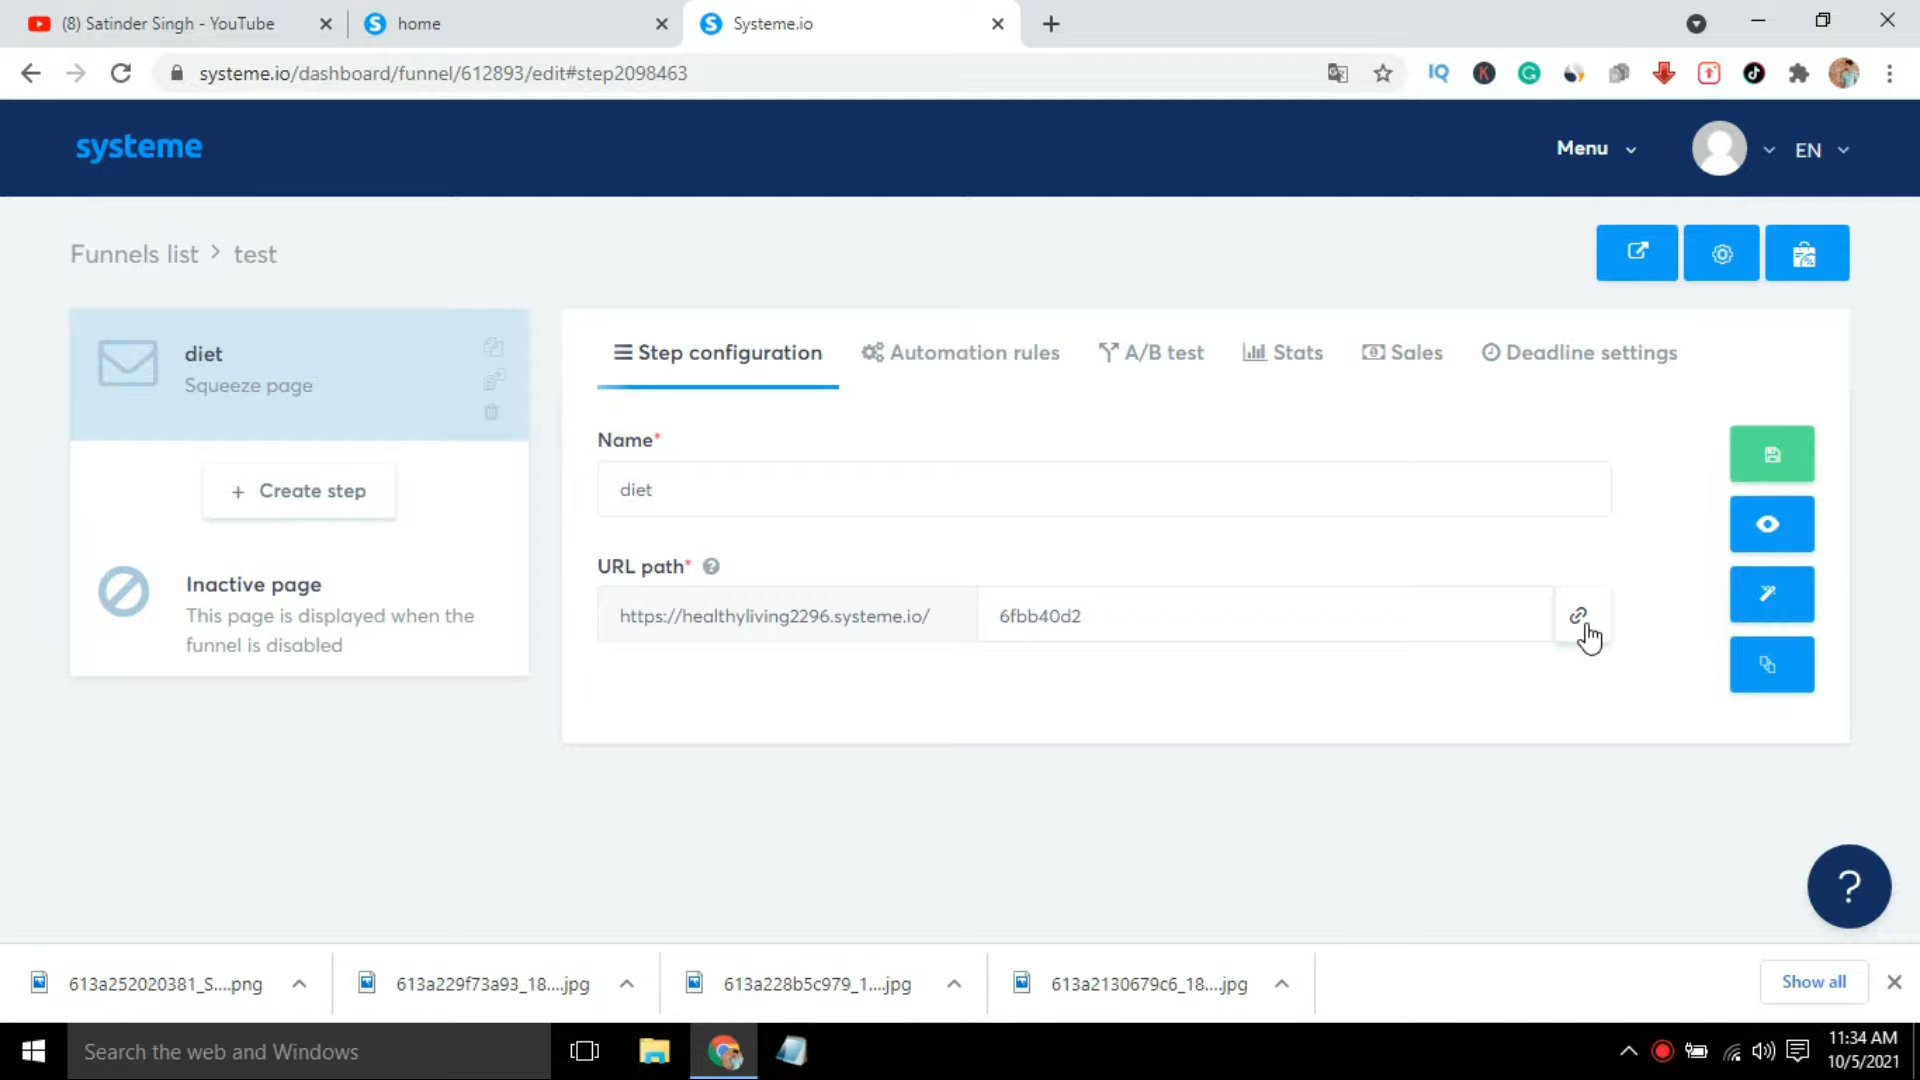 (8) Satinder Singh - YouTube
home
Systeme.io
systeme.io/dashboard/funnel/612893/edit#step2098463
IQ
K
G
systeme
Menu
EN
Funnels list > test
diet
Squeeze page
+ Create step
Inactive page
This page is displayed when the
funnel is disabled
Step configuration
Automation rules
A/B test
Stats
Sales
Deadline settings
Name*
diet
URL path* ?
https://healthyliving2296.systeme.io/
6fbb40d2
?
613a252020381_S....png
613a229f73a93_18....jpg
613a228b5c979_1....jpg
613a2130679c6_18....jpg
Show all
Search the web and Windows
11:34 AM
10/5/2021